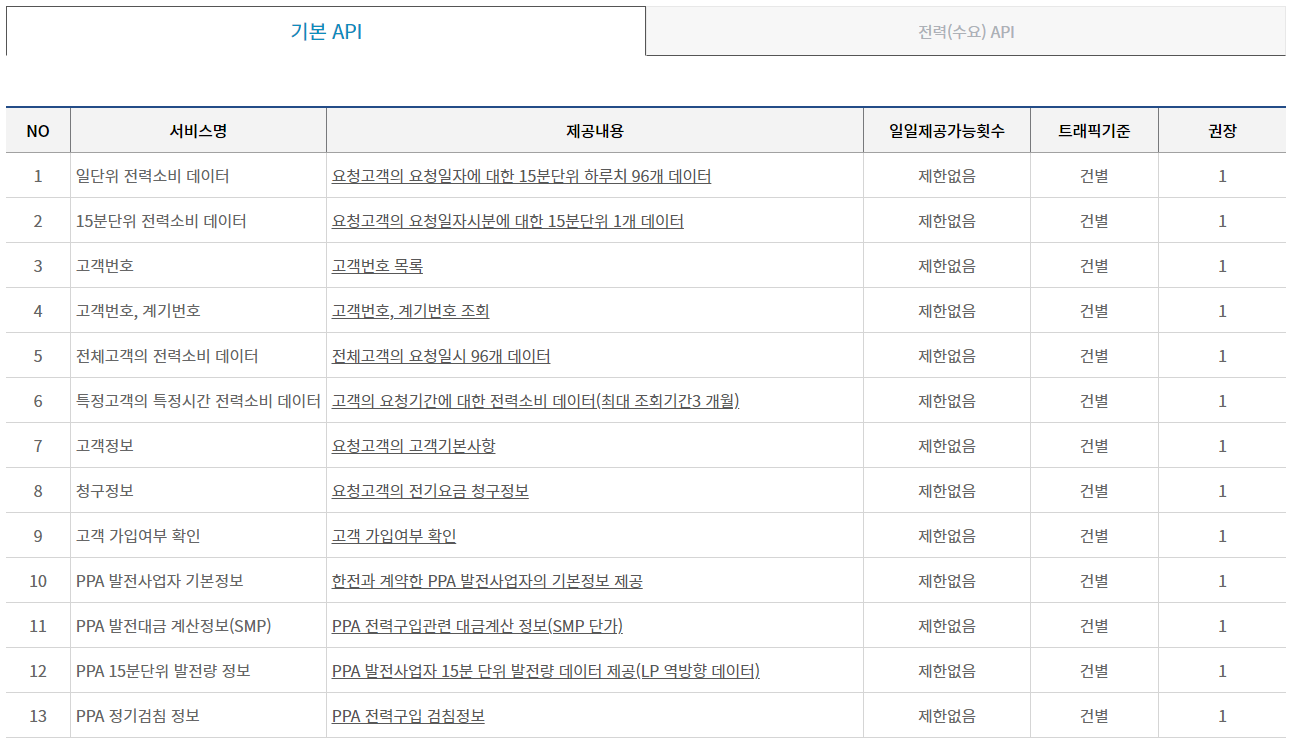 기본 API 전력(수요) API
NO 서비스명 제공내용 일일제공가능횟수 트래픽기준 권장
1 일단위 전력소비 데이터 요청고객의 요청일자에 대한 15분단위 하루치 96개 데이터 제한없음 건별 1
2 15분단위 전력소비 데이터 요청고객의 요청일자시분에 대한 15분단위 1개 데이터 제한없음 건별 1
3 고객번호 고객번호 목록 제한없음 건별 1
4 고객번호, 계기번호 고객번호, 계기번호 조회 제한없음 건별 1
5 전체고객의 전력소비 데이터 전체고객의 요청일시 96개 데이터 제한없음 건별 1
6 특정고객의 특정시간 전력소비 데이터 고객의 요청기간에 대한 전력소비 데이터(최대 조회기간3 개월) 제한없음 건별 1
7 고객정보 요청고객의 고객기본사항 제한없음 건별 1
8 청구정보 요청고객의 전기요금 청구정보 제한없음 건별 1
9 고객 가입여부 확인 고객 가입여부 확인 제한없음 건별 1
10 PPA 발전사업자 기본정보 한전과 계약한 PPA 발전사업자의 기본정보 제공 제한없음 건별 1
11 PPA 발전대금 계산정보(SMP) PPA 전력구입관련 대금계산 정보(SMP 단가) 제한없음 건별 1
12 PPA 15분단위 발전량 정보 PPA 발전사업자 15분 단위 발전량 데이터 제공(LP 역방향 데이터) 제한없음 건별 1
13 PPA 정기검침 정보 PPA 전력구입 검침정보 제한없음 건별 1